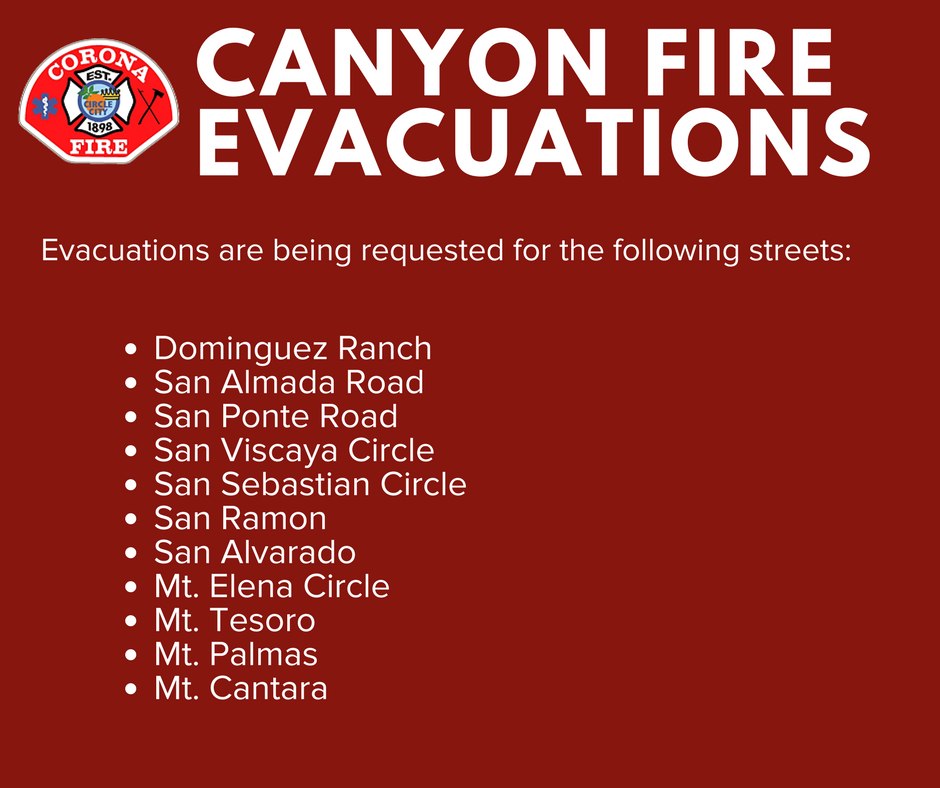 CORONA
EST.
CIRCLE
CITY
1898
FIRE
CANYON FIRE
EVACUATIONS
Evacuations are being requested for the following streets:
• Dominguez Ranch
• San Almada Road
• San Ponte Road
• San Viscaya Circle
• San Sebastian Circle
• San Ramon
• San Alvarado
• Mt. Elena Circle
• Mt. Tesoro
• Mt. Palmas
• Mt. Cantara